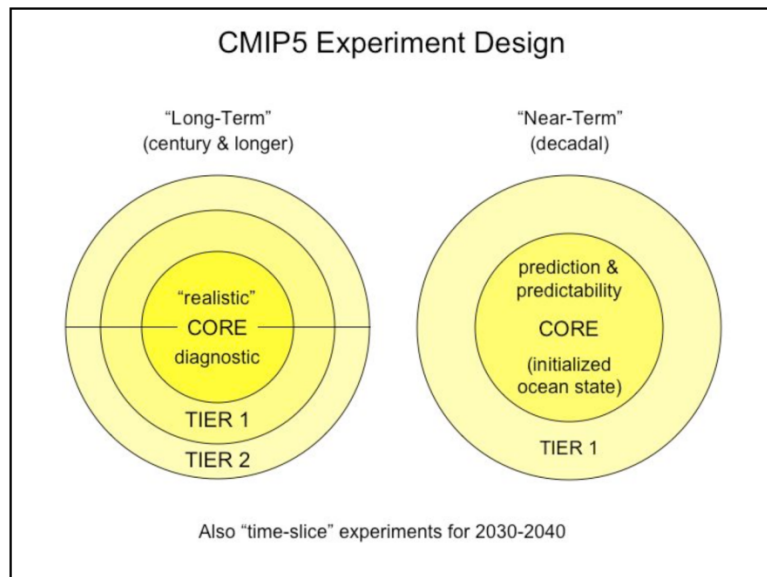 CMIP5 Experiment Design
“Long-Term”
(century & longer)
“realistic”
CORE
diagnostic
TIER 1
TIER 2
“Near-Term”
(decadal)
prediction &
predictability
CORE
(initialized
ocean state)
TIER 1
Also “time-slice” experiments for 2030-2040